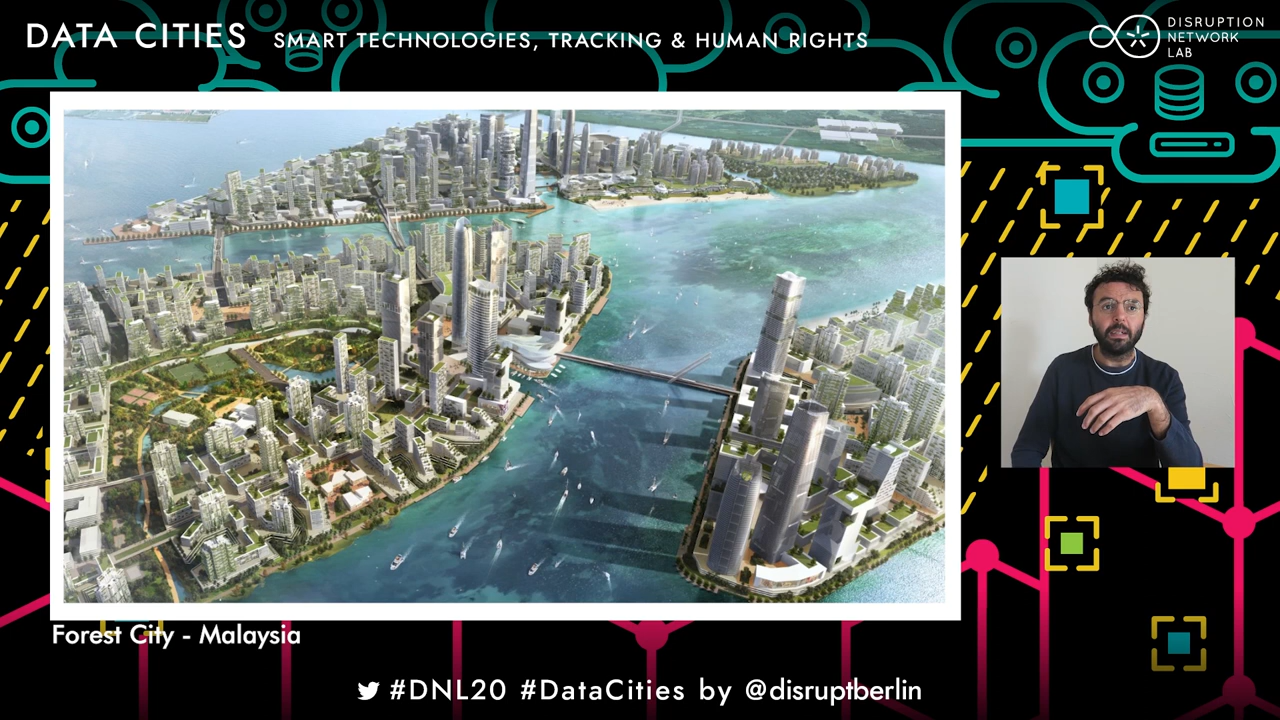 DATA CITIES SMART TECHNOLOGIES, TRACKING & HUMAN RIGHTS
DISRUPTION
NETWORK
LAB
Forest City - Malaysia
#DNL20 #DataCities by @disruptberlin